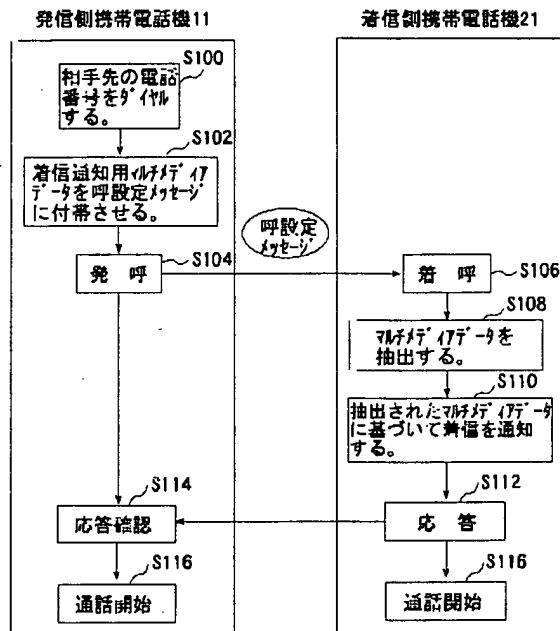 発信側携帯電話機11
着信側携帯電話機21
S100
相手先の電話
番号をダイヤル
する。
S102
着信通知用マルチメディア
データを呼設定メッセージ
に付帯させる。
呼設定
メッセージ
発　呼
S104
着　呼
S106
S108
マルチメディアデータを
抽出する。
S110
抽出されたマルチメディアデータ
に基づいて着信を通知
する。
S112
応　答
S114
応答確認
S116
通話開始
S116
通話開始